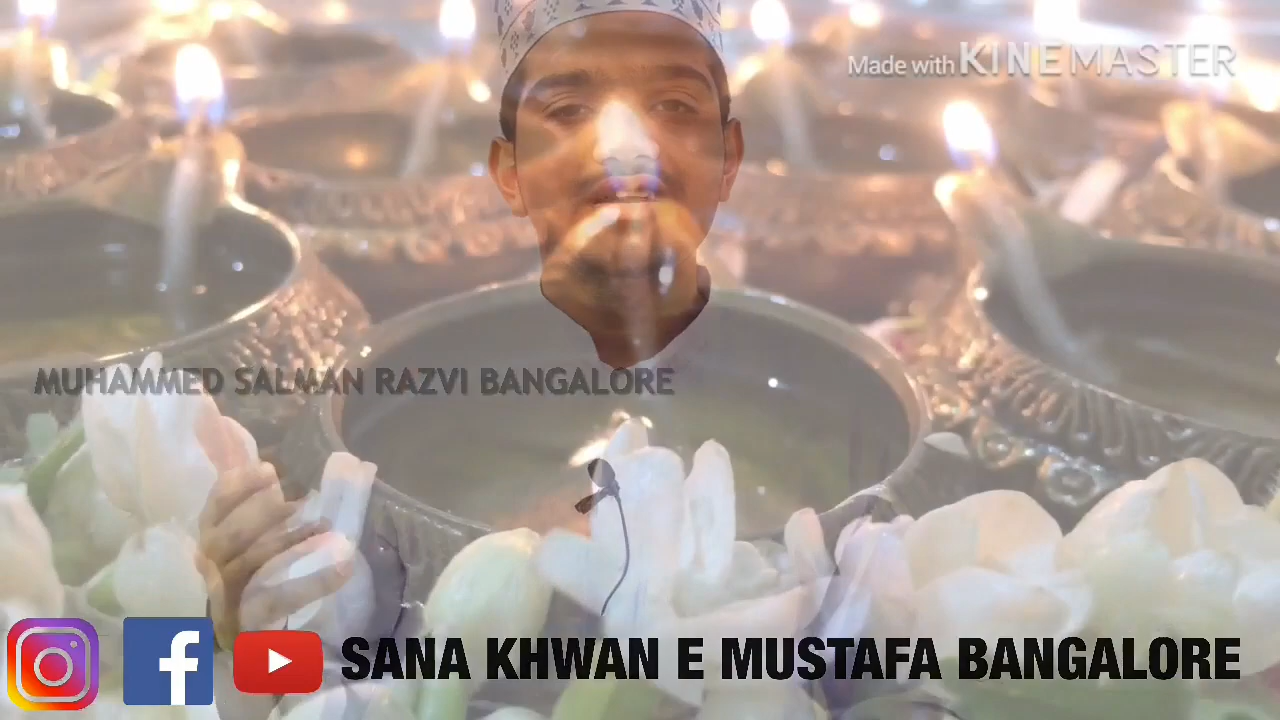 Made with KINEMASTER
MUHAMMED SALMAN RAZVI BANGALORE
SANA KHWAN E MUSTAFA BANGALORE